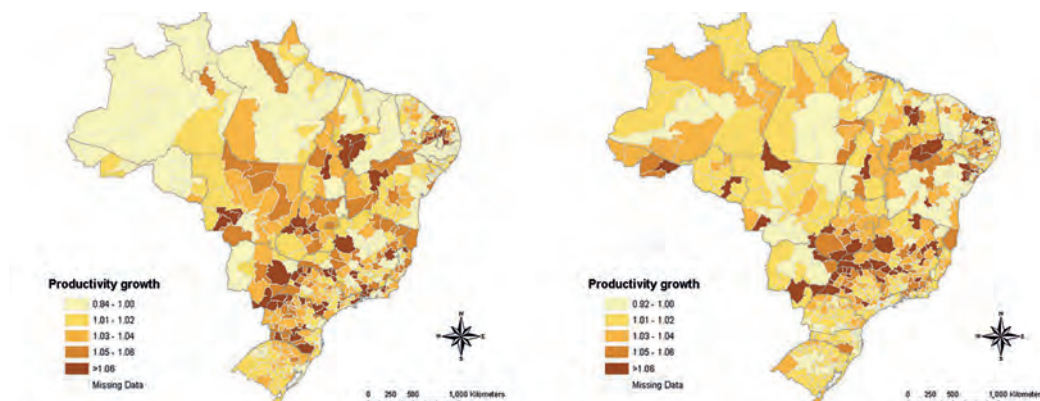 Productivity growth
0.94 - 1.00
1.01 - 1.02
1.03 - 1.04
1.05 - 1.06
>1.06
Missing Data
N
W E
S
0 250 500 1,000 Kilometers
Productivity growth
0.92 - 1.00
1.01 - 1.02
1.03 - 1.04
1.05 - 1.06
>1.06
Missing Data
N
W E
S
0 250 500 1,000 Kilometers